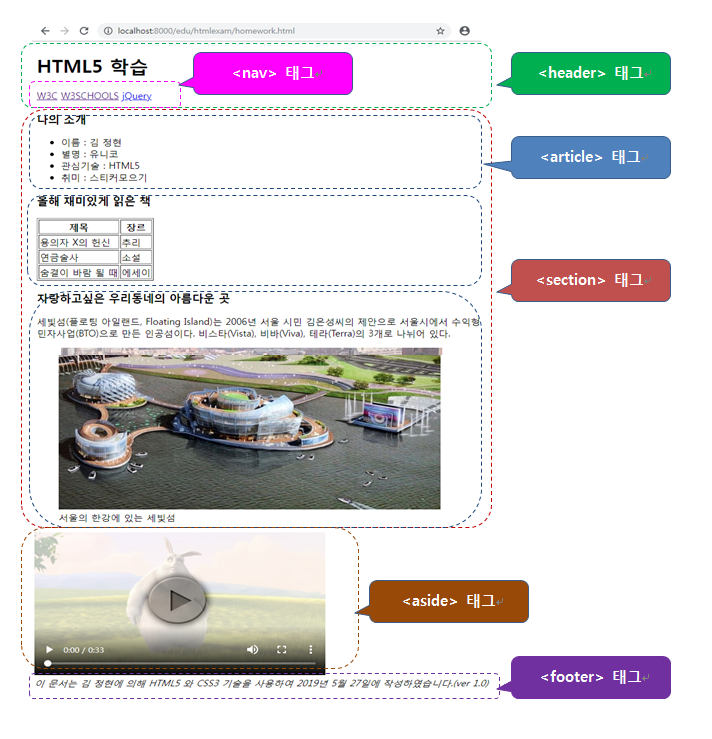 localhost:8000/edu/htmlexam/homework.html
HTML5 학습
<nav> 태그
<header> 태그
W3C W3SCHOOLS jQuery
나의 소개
이름 : 김 정현
별명 : 유니코
관심기술 : HTML5
취미 : 스티커모으기
<article> 태그
올해 재미있게 읽은 책
제목 장르
용의자 X의 헌신 추리
연금술사 소설
숨결이 바람 될 때 에세이
<section> 태그
자랑하고싶은 우리동네의 아름다운 곳
세빛섬(플로팅 아일랜드, Floating Island)는 2006년 서울 시민 김은성씨의 제안으로 서울시에서 수익형
민자사업(BTO)으로 만든 인공섬이다. 비스타(Vista), 비바(Viva), 테라(Terra)의 3개로 나뉘어 있다.
서울의 한강에 있는 세빛섬
<aside> 태그
0:00 / 0:33
<footer> 태그
이 문서는 김 정현에 의해 HTML5 와 CSS3 기술을 사용하여 2019년 5월 27일에 작성하였습니다.(ver 1.0)